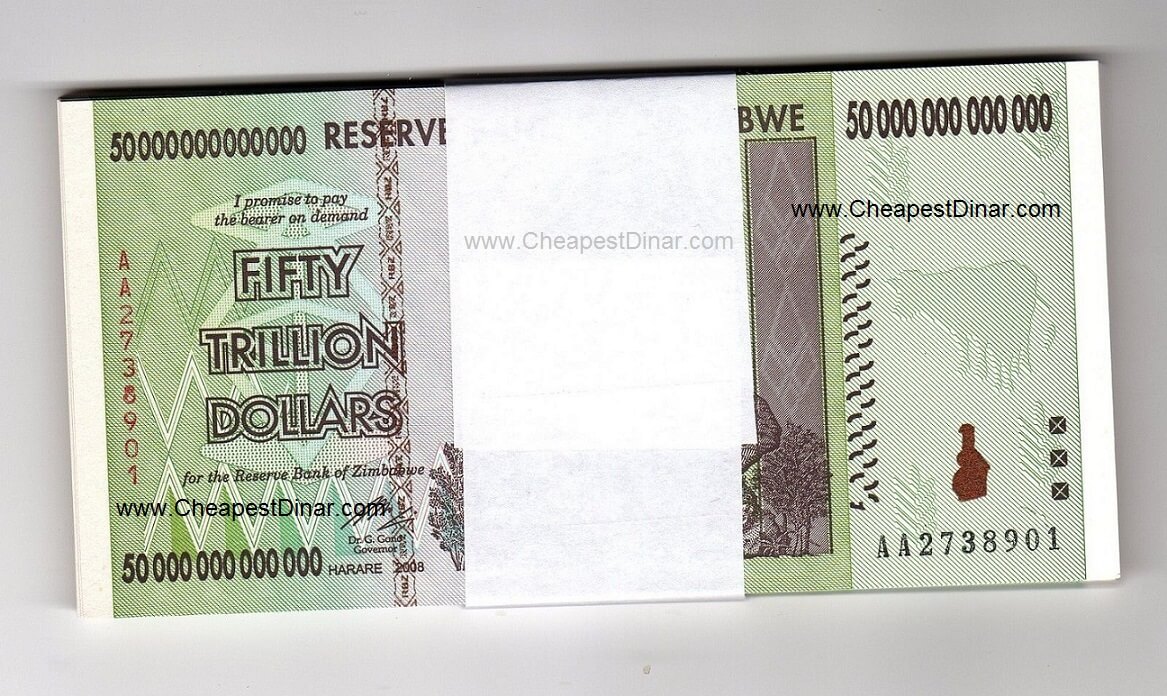 50000000000000 RESERVE
BWE 50 000 000 000 000
I promise to pay
the bearer on demand
www.CheapestDinar.com
www.CheapestDinar.com
FIFTY
TRILLION
DOLLARS
AA2738901
for the Reserve Bank of Zimbabwe
www.CheapestDinar.com
Dr. G. Gono
Governor
50 000 000 000 000 HARARE 2008
AA2738901